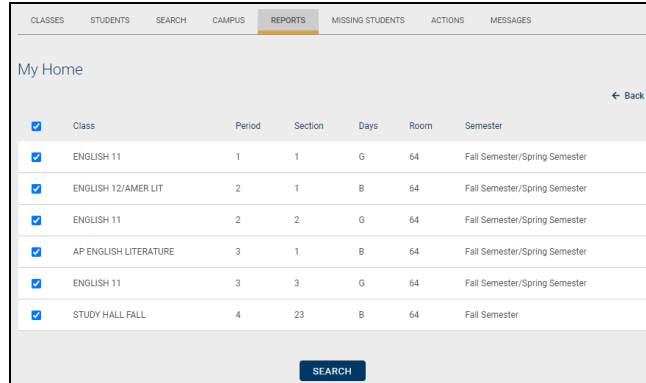 CLASSES STUDENTS SEARCH CAMPUS REPORTS MISSING STUDENTS ACTIONS MESSAGES
My Home
← Back
Class Period Section Days Room Semester
ENGLISH 11 1 1 G 64 Fall Semester/Spring Semester
ENGLISH 12/AMER LIT 2 1 B 64 Fall Semester/Spring Semester
ENGLISH 11 2 2 G 64 Fall Semester/Spring Semester
AP ENGLISH LITERATURE 3 1 B 64 Fall Semester/Spring Semester
ENGLISH 11 3 3 G 64 Fall Semester/Spring Semester
STUDY HALL FALL 4 23 B 64 Fall Semester
SEARCH